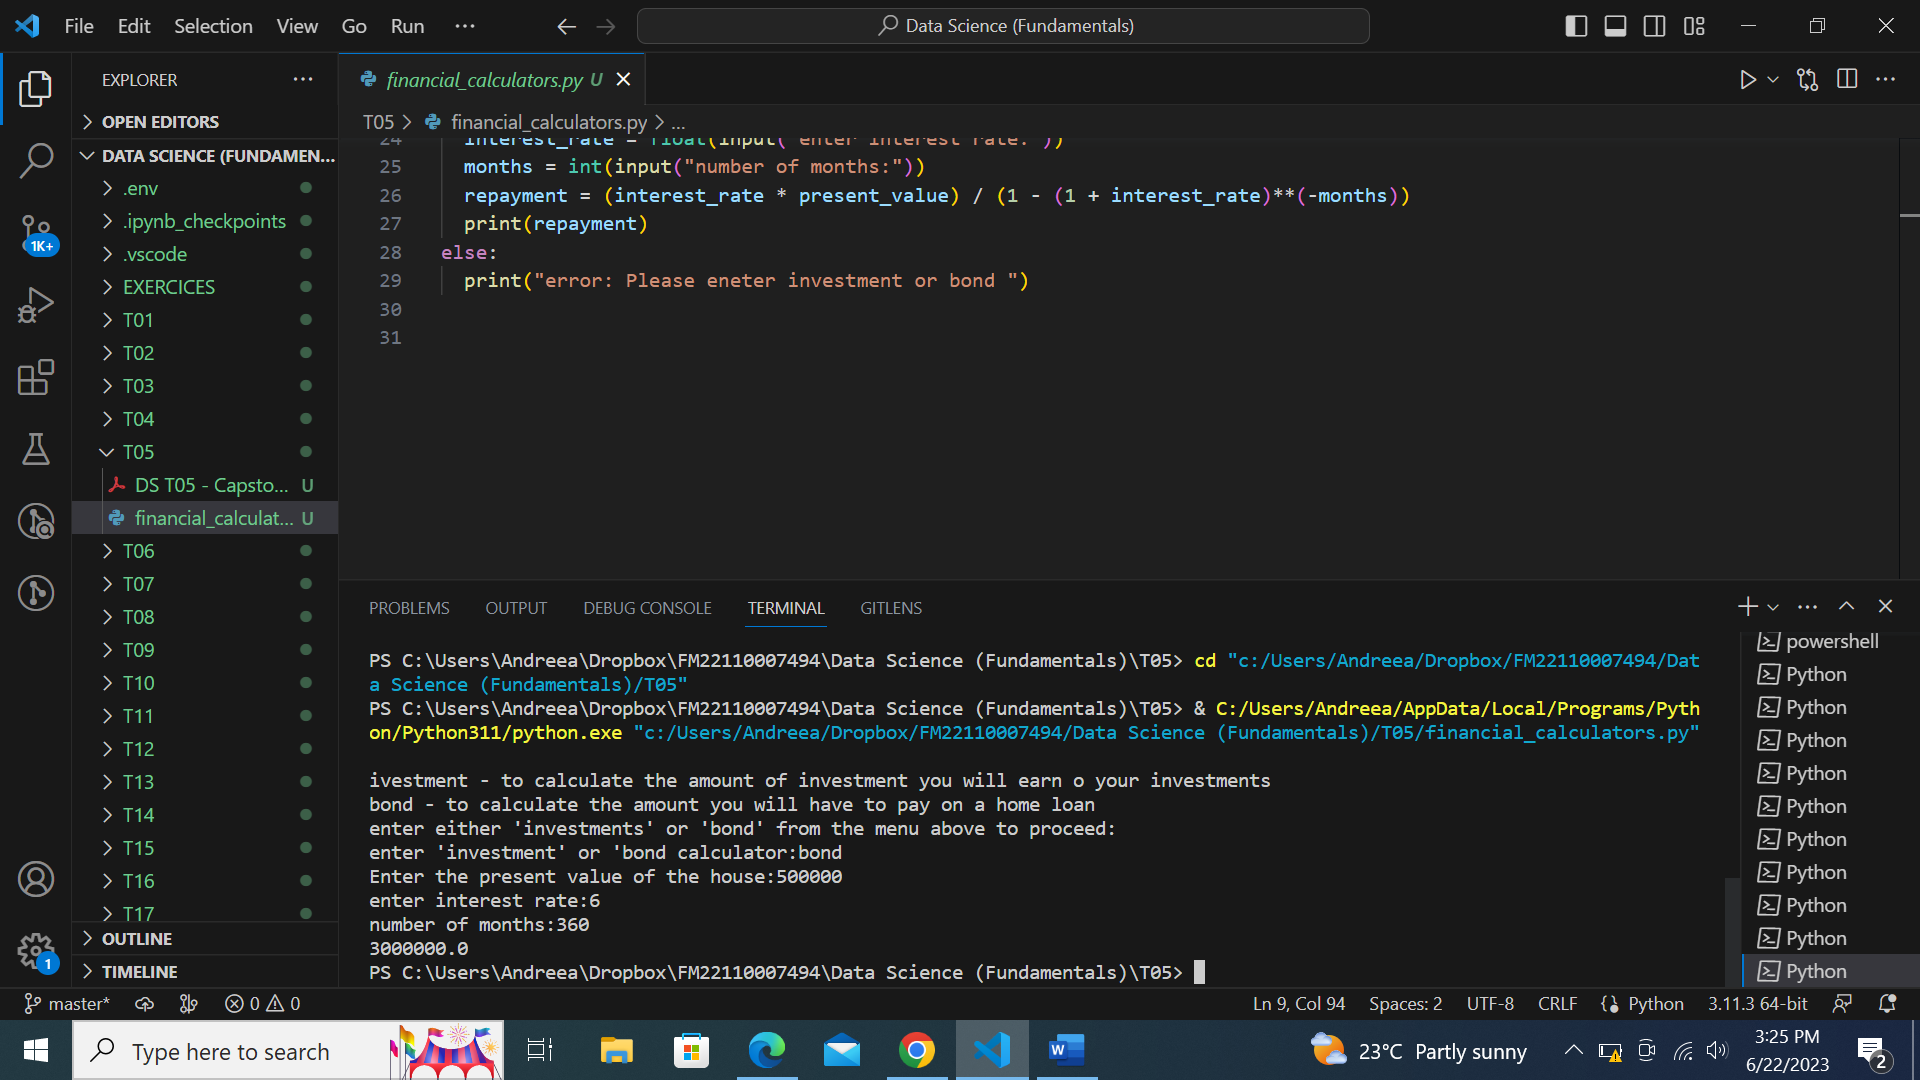 File Edit Selection View Go Run ···
Data Science (Fundamentals)
EXPLORER ···
OPEN EDITORS
DATA SCIENCE (FUNDAMEN...
.env
.ipynb_checkpoints
.vscode
EXERCICES
T01
T02
T03
T04
T05
DS T05 - Capsto... U
financial_calculat... U
T06
T07
T08
T09
T10
T11
T12
T13
T14
T15
T16
T17
OUTLINE
TIMELINE
1K+
1
financial_calculators.py U
T05 > financial_calculators.py > ...
24 interest_rate = float(input("enter interest rate:"))
25 months = int(input("number of months:"))
26 repayment = (interest_rate * present_value) / (1 - (1 + interest_rate)**(-months))
27 print(repayment)
28 else:
29 print("error: Please eneter investment or bond ")
30
31
PROBLEMS OUTPUT DEBUG CONSOLE TERMINAL GITLENS
PS C:\Users\Andreea\Dropbox\FM22110007494\Data Science (Fundamentals)\T05> cd "c:/Users/Andreea/Dropbox/FM22110007494/Dat
a Science (Fundamentals)/T05"
PS C:\Users\Andreea\Dropbox\FM22110007494\Data Science (Fundamentals)\T05> & C:/Users/Andreea/AppData/Local/Programs/Pyth
on/Python311/python.exe "c:/Users/Andreea/Dropbox/FM22110007494/Data Science (Fundamentals)/T05/financial_calculators.py"
ivestment - to calculate the amount of investment you will earn o your investments
bond - to calculate the amount you will have to pay on a home loan
enter either 'investments' or 'bond' from the menu above to proceed:
enter 'investment' or 'bond calculator:bond
Enter the present value of the house:500000
enter interest rate:6
number of months:360
3000000.0
PS C:\Users\Andreea\Dropbox\FM22110007494\Data Science (Fundamentals)\T05>
powershell
Python
Python
Python
Python
Python
Python
Python
Python
Python
Python
master* 0 0 Ln 9, Col 94 Spaces: 2 UTF-8 CRLF Python 3.11.3 64-bit
Type here to search
23°C Partly sunny
3:25 PM
6/22/2023
2